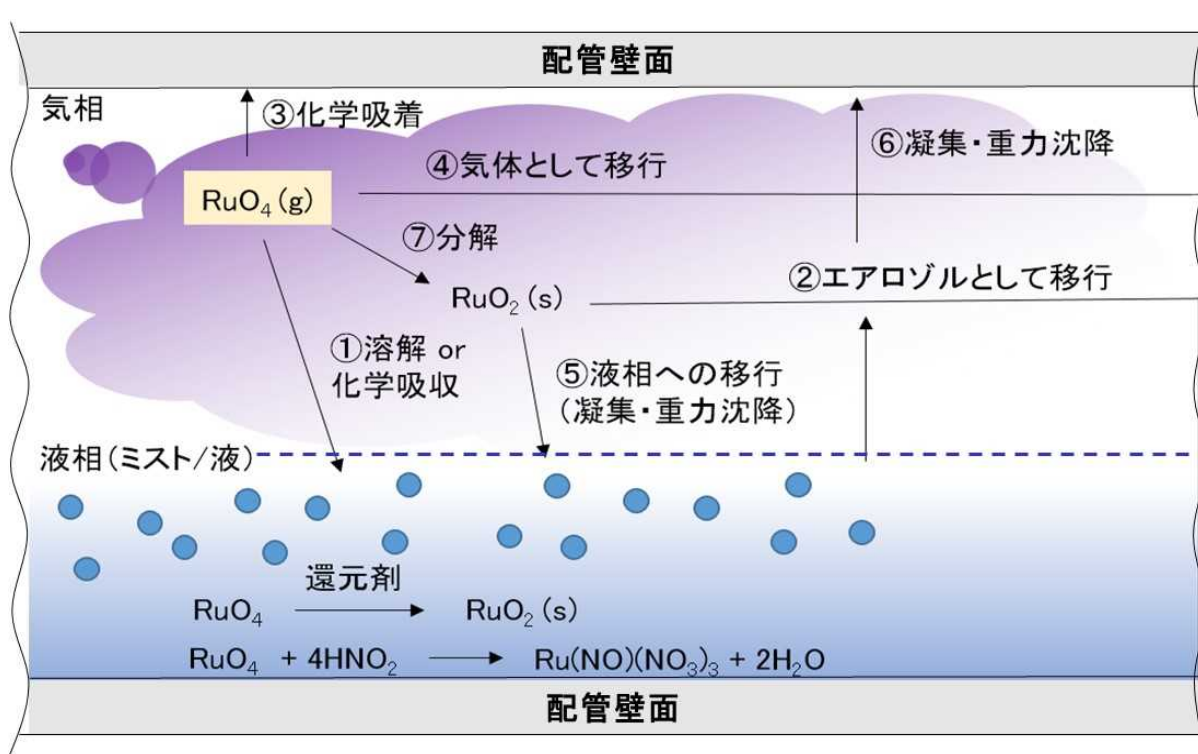 配管壁面
気相
③化学吸着
⑥凝集・重力沈降
④気体として移行
RuO₄(g)
⑦分解
②エアロゾルとして移行
RuO₂(s)
①溶解 or
化学吸収
⑤液相への移行
(凝集・重力沈降)
液相(ミスト/液)
還元剤
RuO₄ RuO₂(s)
RuO₄ + 4HNO₂ Ru(NO)(NO₃)₃ + 2H₂O
配管壁面